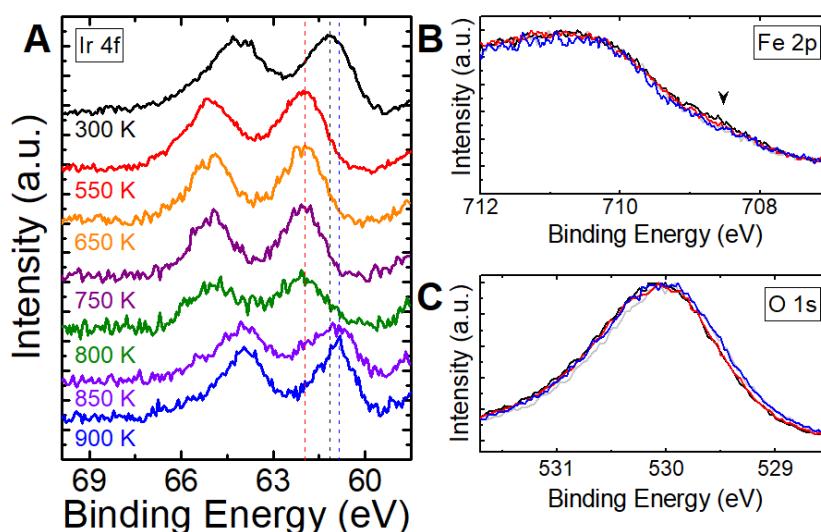 A
Ir 4f
300 K
550 K
650 K
750 K
800 K
850 K
900 K
Intensity (a.u.)
69 66 63 60
Binding Energy (eV)
B
Fe 2p
Intensity (a.u.)
712 710 708
Binding Energy (eV)
C
O 1s
Intensity (a.u.)
531 530 529
Binding Energy (eV)